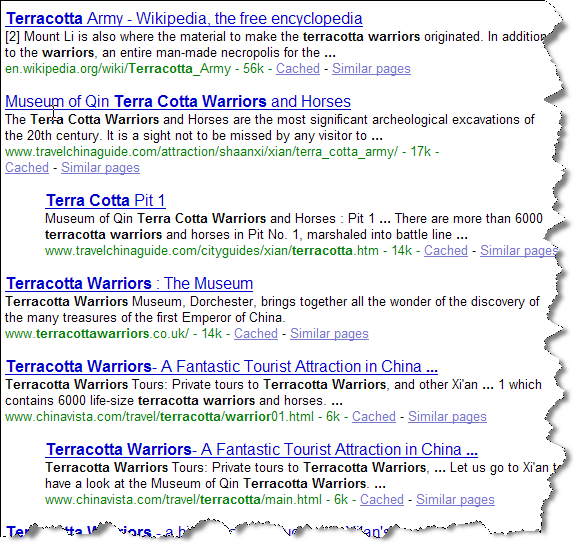 Terracotta Army - Wikipedia, the free encyclopedia
[2] Mount Li is also where the material to make the terracotta warriors originated. In addition
to the warriors, an entire man-made necropolis for the ...
en.wikipedia.org/wiki/Terracotta_Army - 56k - Cached - Similar pages
Museum of Qin Terra Cotta Warriors and Horses
The Terra Cotta Warriors and Horses are the most significant archeological excavations of
the 20th century. It is a sight not to be missed by any visitor to ...
www.travelchinaguide.com/attraction/shaanxi/xian/terra_cotta_army/ - 17k -
Cached - Similar pages
Terra Cotta Pit 1
Museum of Qin Terra Cotta Warriors and Horses : Pit 1 ... There are more than 6000
terracotta warriors and horses in Pit No. 1, marshaled into battle line ...
www.travelchinaguide.com/cityguides/xian/terracotta.htm - 14k - Cached - Similar pages
Terracotta Warriors : The Museum
Terracotta Warriors Museum, Dorchester, brings together all the wonder of the discovery of
the many treasures of the first Emperor of China.
www.terracottawarriors.co.uk/ - 14k - Cached - Similar pages
Terracotta Warriors- A Fantastic Tourist Attraction in China ...
Terracotta Warriors Tours: Private tours to Terracotta Warriors, and other Xi'an ... 1 which
contains 6000 life-size terracotta warriors and horses. ...
www.chinavista.com/travel/terracotta/warrior01.html - 6k - Cached - Similar pages
Terracotta Warriors- A Fantastic Tourist Attraction in China ...
Terracotta Warriors Tours: Private tours to Terracotta Warriors, ... Let us go to Xi'an
have a look at the Museum of Qin Terracotta Warriors. ...
www.chinavista.com/travel/terracotta/main.html - 6k - Cached - Similar pages
Terracotta Warriors - a